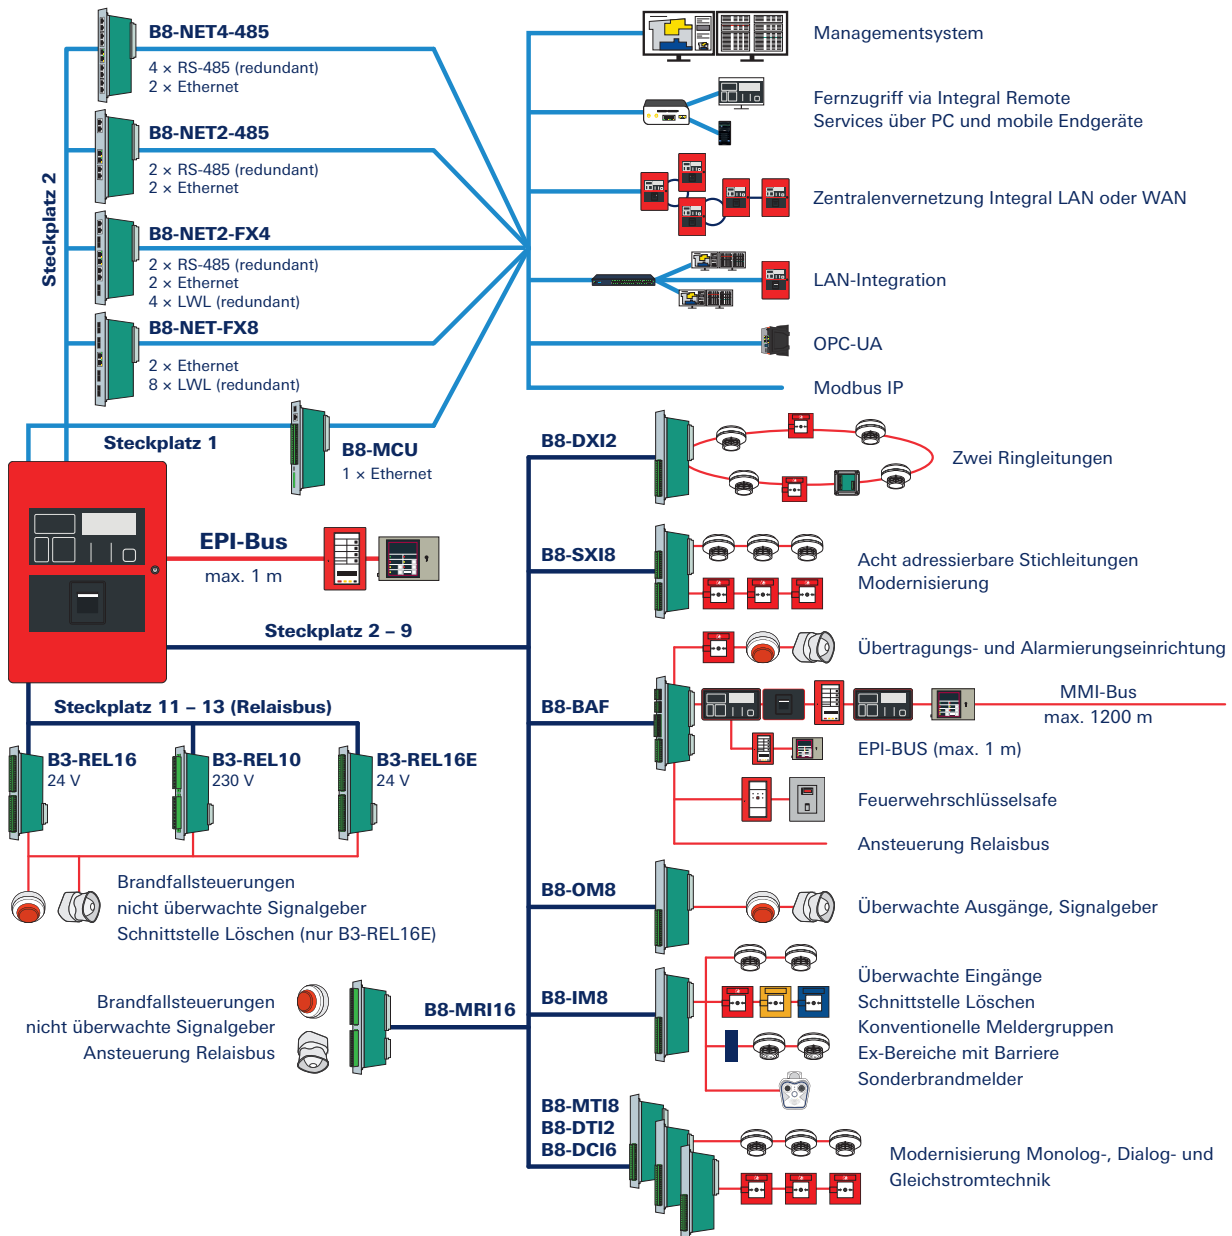 B8-NET4-485
4 × RS-485 (redundant)
2 × Ethernet
B8-NET2-485
2 × RS-485 (redundant)
2 × Ethernet
Steckplatz 2
B8-NET2-FX4
2 × RS-485 (redundant)
2 × Ethernet
4 × LWL (redundant)
B8-NET-FX8
2 × Ethernet
8 × LWL (redundant)
Steckplatz 1
B8-MCU
1 × Ethernet
Managementsystem
Fernzugriff via Integral Remote
Services über PC und mobile Endgeräte
Zentralenvernetzung Integral LAN oder WAN
LAN-Integration
OPC-UA
Modbus IP
EPI-Bus
max. 1 m
Steckplatz 2 – 9
B8-DXI2
Zwei Ringleitungen
B8-SXI8
Acht adressierbare Stichleitungen
Modernisierung
B8-BAF
Übertragungs- und Alarmierungseinrichtung
MMI-Bus
max. 1200 m
EPI-BUS (max. 1 m)
Feuerwehrschlüsselsafe
Ansteuerung Relaisbus
Steckplatz 11 – 13 (Relaisbus)
B3-REL16
24 V
B3-REL10
230 V
B3-REL16E
24 V
Brandfallsteuerungen
nicht überwachte Signalgeber
Schnittstelle Löschen (nur B3-REL16E)
B8-OM8
Überwachte Ausgänge, Signalgeber
Brandfallsteuerungen
nicht überwachte Signalgeber
Ansteuerung Relaisbus
B8-MRI16
B8-IM8
Überwachte Eingänge
Schnittstelle Löschen
Konventionelle Meldergruppen
Ex-Bereiche mit Barriere
Sonderbrandmelder
B8-MTI8
B8-DTI2
B8-DCI6
Modernisierung Monolog-, Dialog- und
Gleichstromtechnik